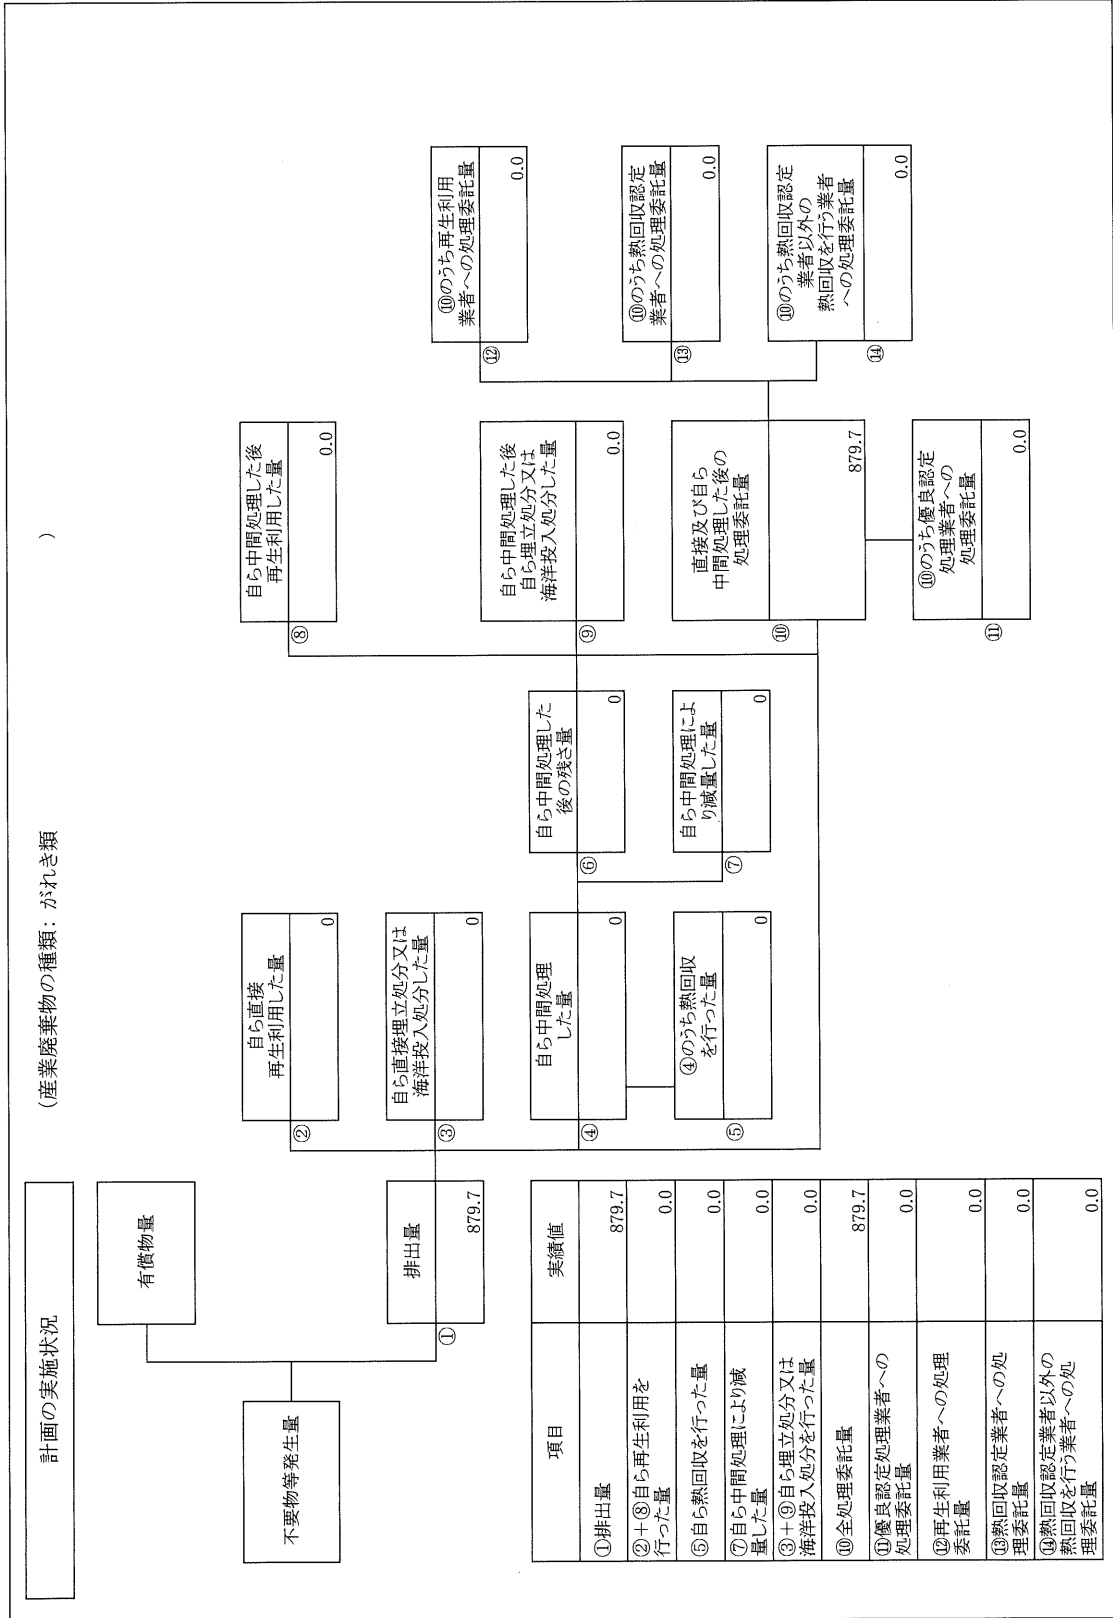 計画の実施状況
(産業廃棄物の種類: がれき類 )
不要物等発生量
有償物量
①
排出量
879.7
②
自ら直接
再生利用した量
0
③
自ら直接埋立処分又は
海洋投入処分した量
0
④
自ら中間処理
した量
0
⑤
④のうち熱回収
を行った量
0
⑥
自ら中間処理した
後の残さ量
0
⑦
自ら中間処理によ
り減量した量
0
⑧
自ら中間処理した後
再生利用した量
0.0
⑨
自ら中間処理した後
自ら埋立処分又は
海洋投入処分した量
0.0
⑩
直接及び自ら
中間処理した後の
処理委託量
879.7
⑪
⑩のうち優良認定
処理業者への
処理委託量
0.0
⑫
⑩のうち再生利用
業者への処理委託量
0.0
⑬
⑩のうち熱回収認定
業者への処理委託量
0.0
⑭
⑩のうち熱回収認定
業者以外の
熱回収を行う業者
への処理委託量
0.0
項目 実績値
①排出量 879.7
②+⑧自ら再生利用を
行った量 0.0
⑤自ら熱回収を行った量 0.0
⑦自ら中間処理により減
量した量 0.0
③+⑨自ら埋立処分又は
海洋投入処分を行った量 0.0
⑩全処理委託量 879.7
⑪優良認定処理業者への
処理委託量 0.0
⑫再生利用業者への処理
委託量 0.0
⑬熱回収認定業者への処
理委託量 0.0
⑭熱回収認定業者以外の
熱回収を行う業者への処
理委託量 0.0